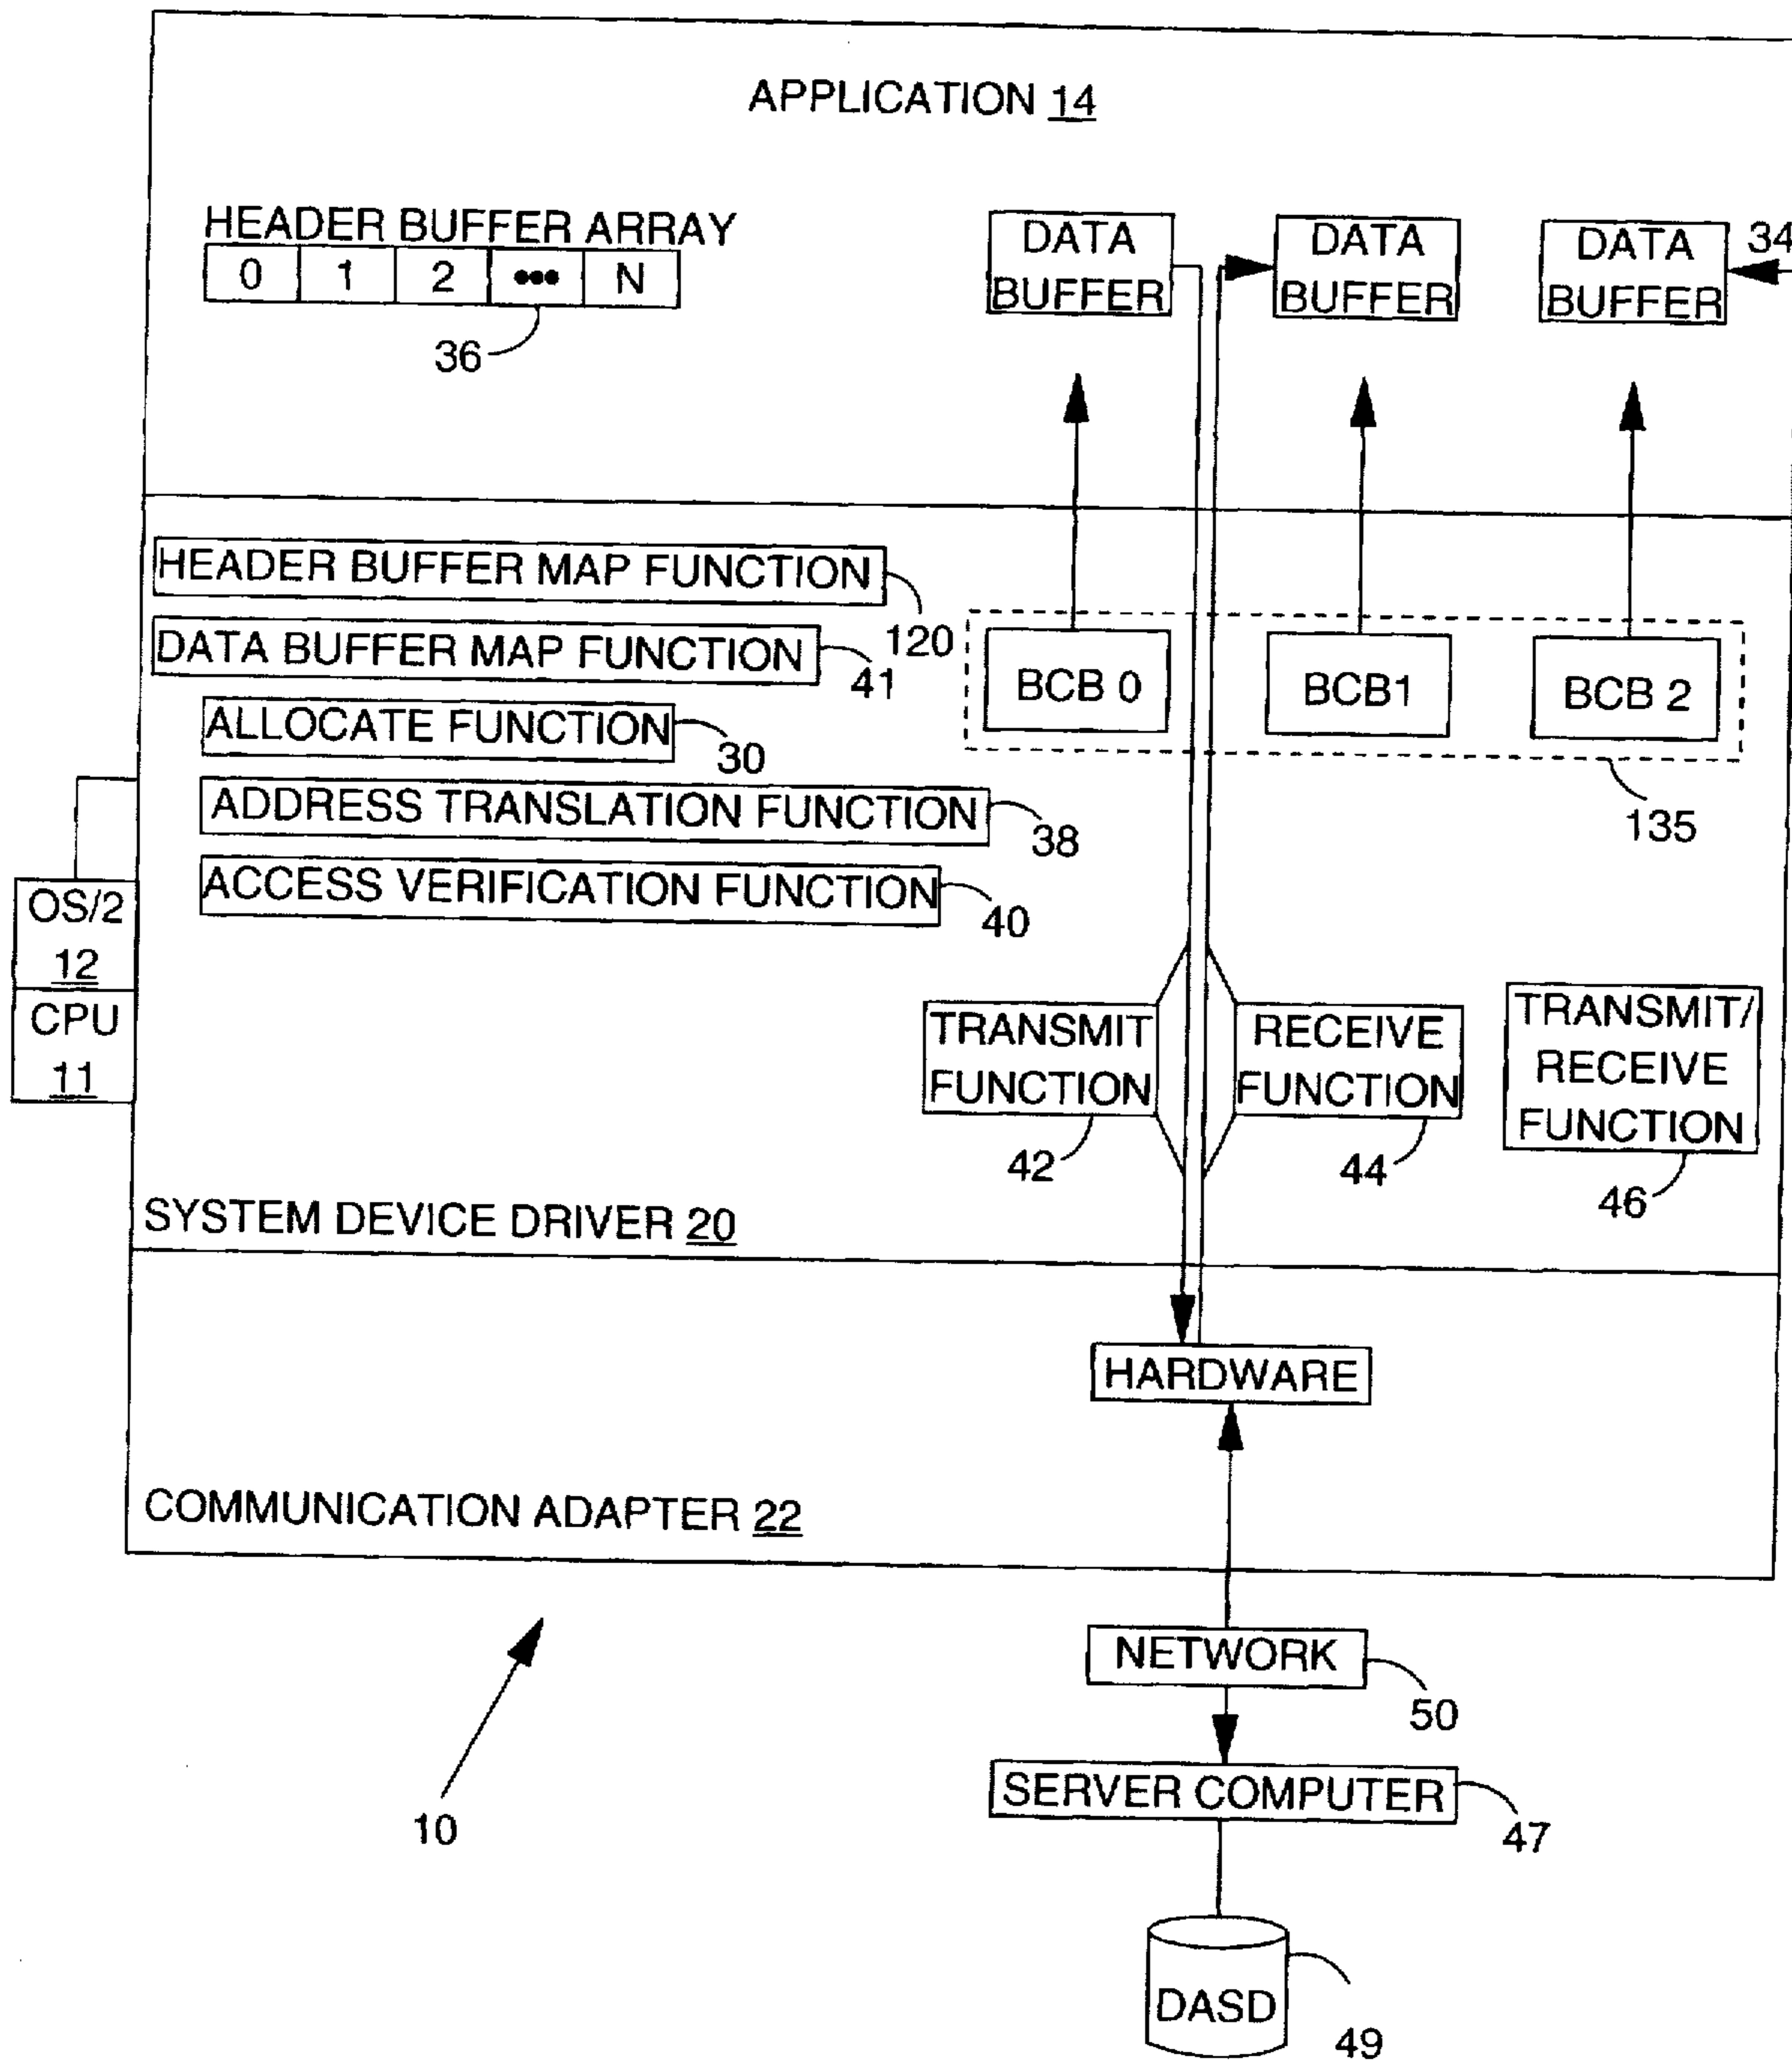 APPLICATION 14
HEADER BUFFER ARRAY
0 1 2 ••• N
36
DATA
BUFFER
DATA
BUFFER
DATA
BUFFER
34
HEADER BUFFER MAP FUNCTION
120
DATA BUFFER MAP FUNCTION
41
ALLOCATE FUNCTION
30
ADDRESS TRANSLATION FUNCTION
38
ACCESS VERIFICATION FUNCTION
40
BCB 0
BCB1
BCB 2
135
OS/2
12
CPU
11
TRANSMIT
FUNCTION
42
RECEIVE
FUNCTION
44
TRANSMIT/
RECEIVE
FUNCTION
46
SYSTEM DEVICE DRIVER 20
HARDWARE
COMMUNICATION ADAPTER 22
NETWORK
50
SERVER COMPUTER
47
10
DASD
49